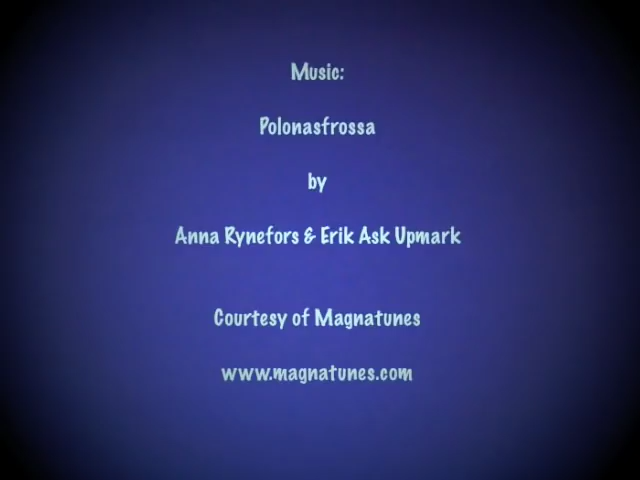 Music:
Polonasfrossa
by
Anna Rynefors & Erik Ask Upmark
Courtesy of Magnatunes
www.magnatunes.com